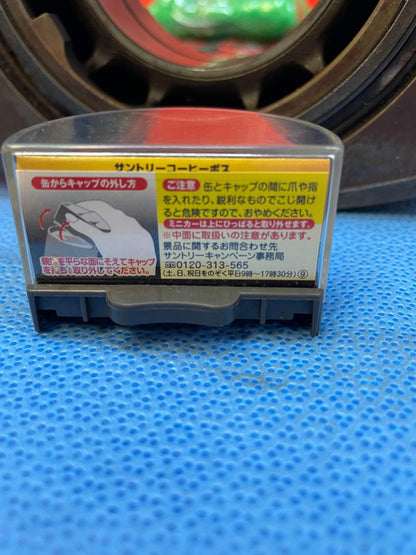 サントリーコーヒーボス
缶からキャップの外し方
親指を平らな面にそえてキャップ
を持ち、取り外してください。
ご注意 缶とキャップの間に爪や指
を入れたり、鋭利なものでこじ開け
ると危険ですので、おやめください。
ミニカーは上にひっぱると取り外せます。
※中面に取扱いの注意があります。
景品に関するお問合わせ先
サントリーキャンペーン事務局
0120-313-565
(土、日、祝日をのぞく平日9時〜17時30分) ⑨